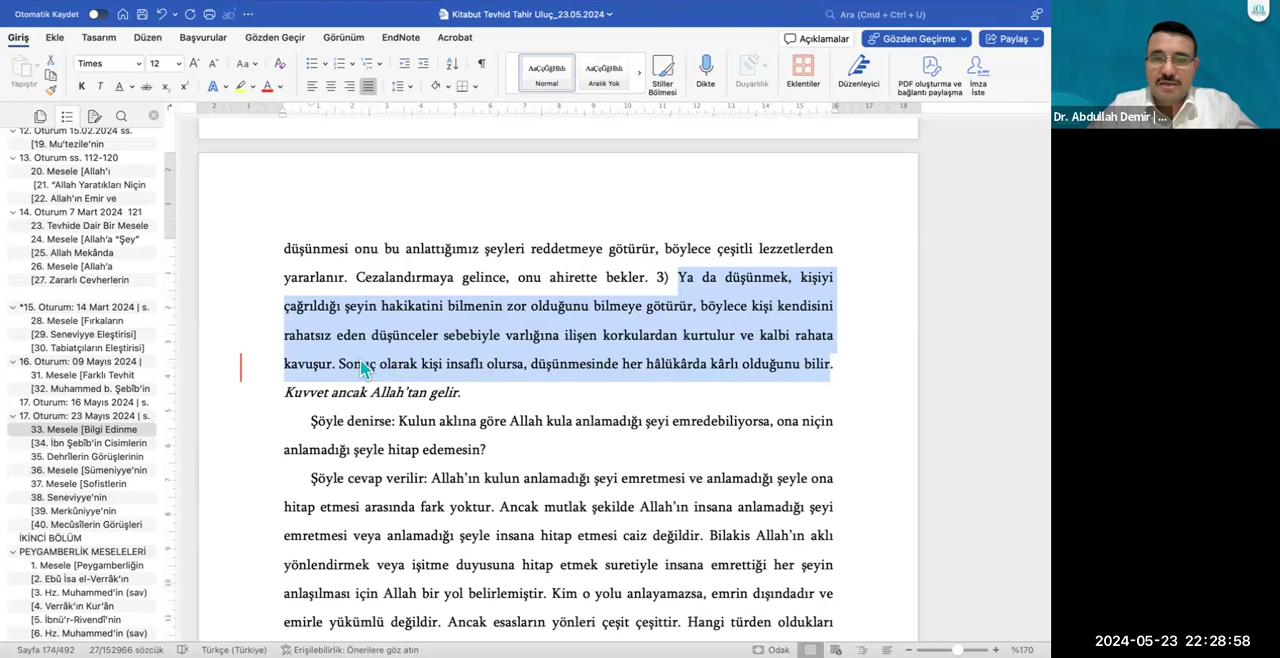 Otomatik Kaydet
Kitabut Tevhid Tahir Uluç_23.05.2024
Ara (Cmd + Ctrl + U)
Giriş Ekle Tasarım Düzen Başvurular Gözden Geçir Görünüm EndNote Acrobat
Açıklamalar Gözden Geçirme Paylaş
Yapıştır
Times 12
AaÇçĞğHhİ
Normal
AaÇçĞğHhİ
Aralık Yok
Stiller Bölmesi
Dikte
Duyarlılık
Eklentiler
Düzenleyici
PDF oluşturma ve bağlantı paylaşma
İmza İste
Dr. Abdullah Demir | ...
12. Oturum 15.02.2024 ss.
[19. Mu'tezile'nin
13. Oturum ss. 112-120
20. Mesele [Allah'ı
[21. "Allah Yaratıkları Niçin
[22. Allah'ın Emir ve
14. Oturum 7 Mart 2024 121
23. Tevhide Dair Bir Mesele
24. Mesele [Allah'a "Şey"
[25. Allah Mekânda
26. Mesele [Allah'a
[27. Zararlı Cevherlerin
*15. Oturum: 14 Mart 2024 | s.
28. Mesele [Fırkaların
[29. Seneviyye Eleştirisi]
[30. Tabiatçıların Eleştirisi]
16. Oturum: 09 Mayıs 2024 |
31. Mesele [Farklı Tevhit
[32. Muhammed b. Şebîb'in
17. Oturum: 16 Mayıs 2024 |
17. Oturum: 23 Mayıs 2024 | s.
33. Mesele [Bilgi Edinme
[34. İbn Şebîb'in Cisimlerin
35. Dehrîlerin Görüşlerinin
36. Mesele [Sümeniyye'nin
37. Mesele [Sofistlerin
38. Seneviyye'nin
[39. Merkûniyye'nin
[40. Mecûsîlerin Görüşleri
İKİNCİ BÖLÜM
PEYGAMBERLİK MESELELERİ
1. Mesele [Peygamberliğin
[2. Ebû İsa el-Verrâk'ın
[3. Hz. Muhammed'in (sav)
[4. Verrâk'ın Kur'ân
[5. İbnü'r-Rivendî'nin
[6. Hz. Muhammed'in (sav)
düşünmesi onu bu anlattığımız şeyleri reddetmeye götürür, böylece çeşitli lezzetlerden
yararlanır. Cezalandırmaya gelince, onu ahirette bekler. 3) Ya da düşünmek, kişiyi
çağrıldığı şeyin hakikatini bilmenin zor olduğunu bilmeye götürür, böylece kişi kendisini
rahatsız eden düşünceler sebebiyle varlığına ilişen korkulardan kurtulur ve kalbi rahata
kavuşur. Sonuç olarak kişi insaflı olursa, düşünmesinde her hâlükârda kârlı olduğunu bilir.
Kuvvet ancak Allah'tan gelir.
Şöyle denirse: Kulun aklına göre Allah kula anlamadığı şeyi emredebiliyorsa, ona niçin
anlamadığı şeyle hitap edemesin?
Şöyle cevap verilir: Allah'ın kulun anlamadığı şeyi emretmesi ve anlamadığı şeyle ona
hitap etmesi arasında fark yoktur. Ancak mutlak şekilde Allah'ın insana anlamadığı şeyi
emretmesi veya anlamadığı şeyle insana hitap etmesi caiz değildir. Bilakis Allah'ın aklı
yönlendirmek veya işitme duyusuna hitap etmek suretiyle insana emrettiği her şeyin
anlaşılması için Allah bir yol belirlemiştir. Kim o yolu anlayamazsa, emrin dışındadır ve
emirle yükümlü değildir. Ancak esasların yönleri çeşit çeşittir. Hangi türden oldukları
Sayfa 174/492 27/152966 sözcük Türkçe (Türkiye) Erişilebilirlik: Önerilere göz atın Odak %170
2024-05-23 22:28:58